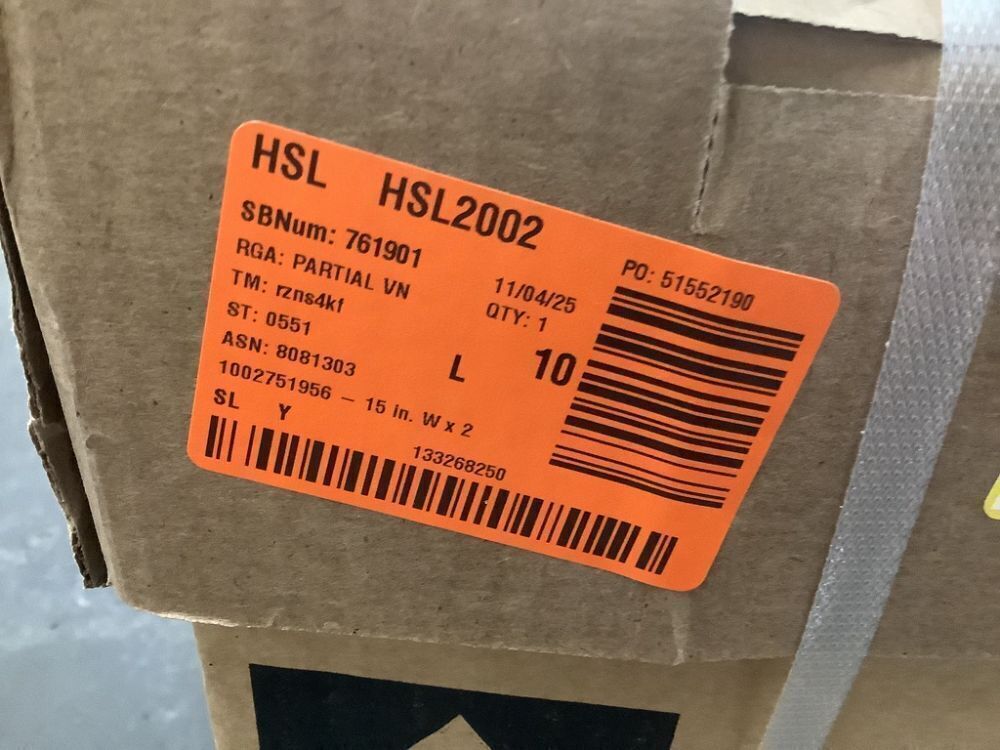 HSL HSL2002
SBNum: 761901
RGA: PARTIAL VN
11/04/25
PO: 51552190
TM: rzns4kf
QTY: 1
ST: 0551
ASN: 8081303
L 10
1002751956 – 15 in. W x 2
SL Y
133268250